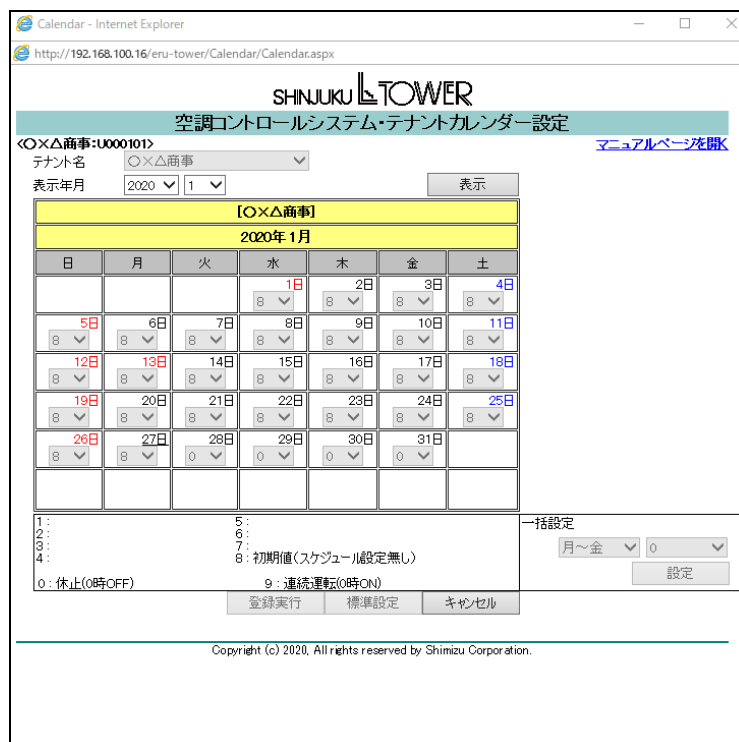 Calendar - Internet Explorer
http://192.168.100.16/eru-tower/Calendar/Calendar.aspx
SHINJUKU L TOWER
空調コントロールシステム・テナントカレンダー設定
<〇×△商事:U000101>
マニュアルページを開く
テナント名 〇×△商事
表示年月 2020 1 表示
[〇×△商事]
2020年1月
日 月 火 水 木 金 土
1日 2日 3日 4日
8 8 8 8
5日 6日 7日 8日 9日 10日 11日
8 8 8 8 8 8 8
12日 13日 14日 15日 16日 17日 18日
8 8 8 8 8 8 8
19日 20日 21日 22日 23日 24日 25日
8 8 8 8 8 8 8
26日 27日 28日 29日 30日 31日
8 8 0 0 0 0
1: 5:
2: 6:
3: 7:
4: 8:初期値(スケジュール設定無し)
0:休止(0時OFF) 9:連続運転(0時ON)
一括設定
月～金 0
設定
登録実行 標準設定 キャンセル
Copyright (c) 2020, All rights reserved by Shimizu Corporation.